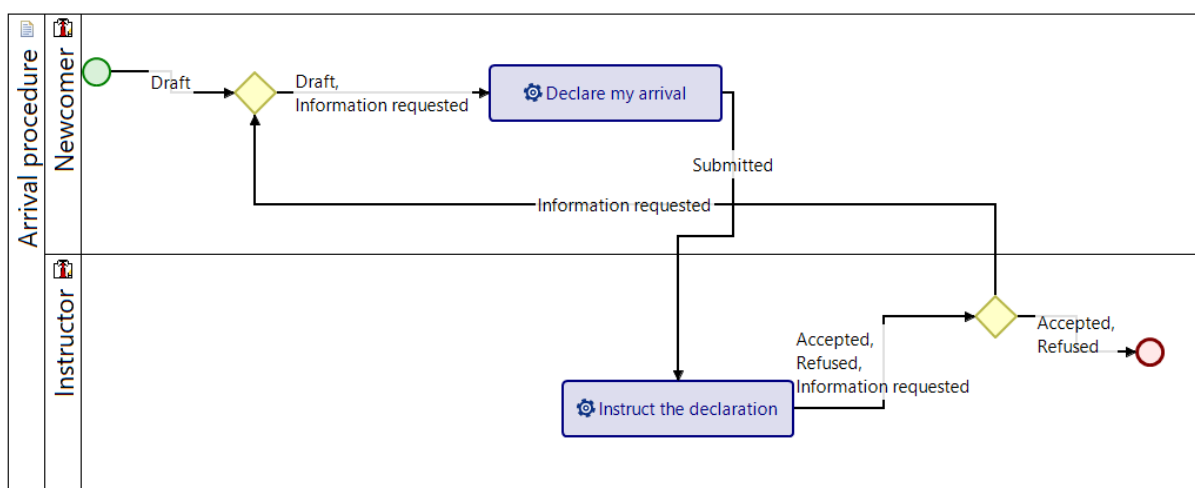 Arrival procedure
Newcomer
Draft
Draft,
Information requested
Declare my arrival
Submitted
Information requested
Instructor
Accepted,
Refused,
Information requested
Accepted,
Refused
Instruct the declaration